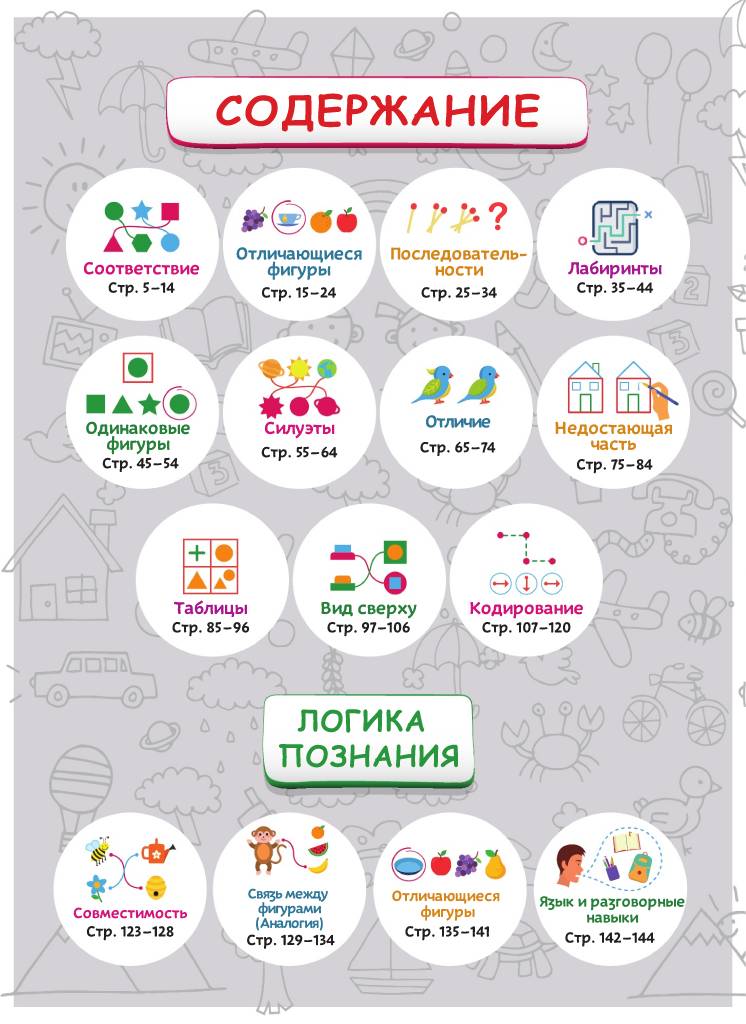 СОДЕРЖАНИЕ
Соответствие
Стр. 5–14
Отличающиеся
фигуры
Стр. 15–24
?
Последователь-
ности
Стр. 25–34
Лабиринты
Стр. 35–44
Одинаковые
фигуры
Стр. 45–54
Силуэты
Стр. 55–64
Отличие
Стр. 65–74
Недостающая
часть
Стр. 75–84
Таблицы
Стр. 85–96
Вид сверху
Стр. 97–106
Кодирование
Стр. 107–120
ЛОГИКА
ПОЗНАНИЯ
Совместимость
Стр. 123–128
Связь между
фигурами
(Аналогия)
Стр. 129–134
Отличающиеся
фигуры
Стр. 135–141
Язык и разговорные
навыки
Стр. 142–144